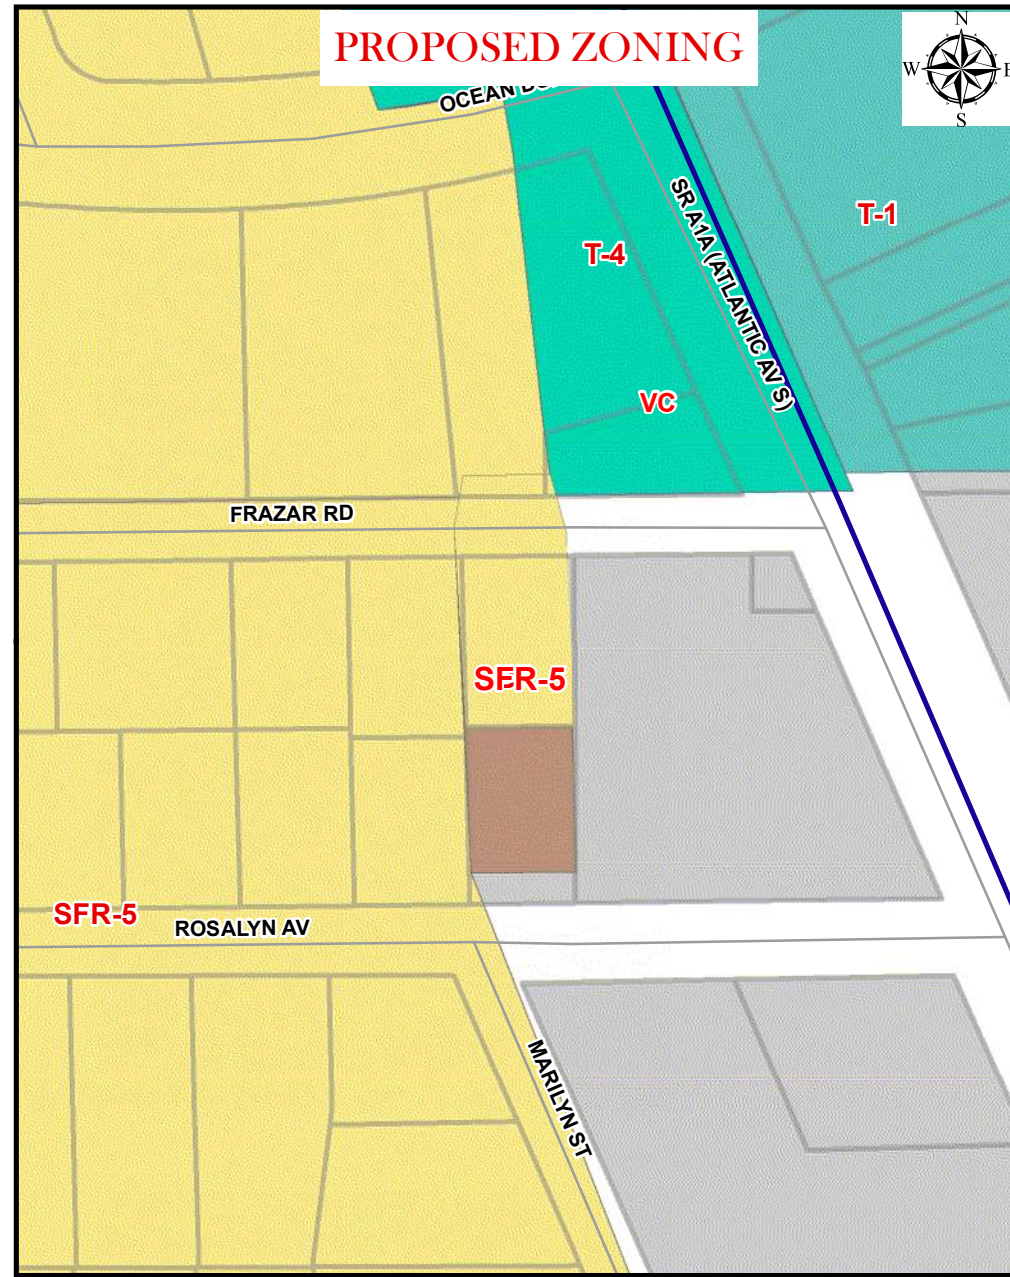 PROPOSED ZONING
N
W
E
S
OCEAN
SR A1A (ATLANTIC AV S)
T-1
T-4
VC
FRAZAR RD
SFR-5
SFR-5
ROSALYN AV
MARILYN ST